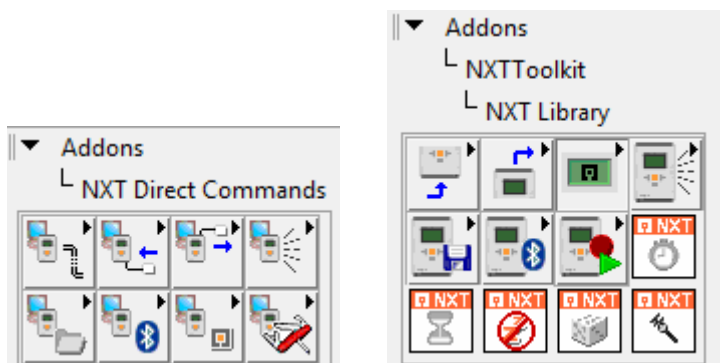 Addons
NXT Direct Commands
Addons
NXTToolkit
NXT Library
NXT
NXT
NXT
NXT
NXT